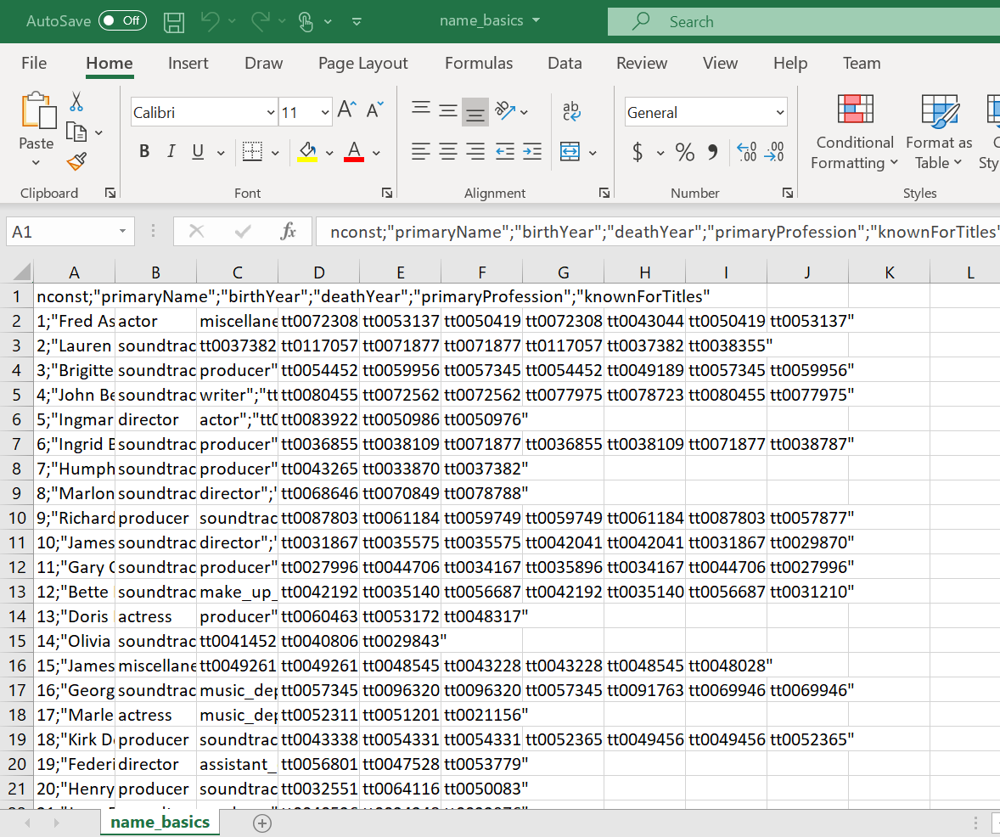 AutoSave Off name_basics Search
File Home Insert Draw Page Layout Formulas Data Review View Help Team
Paste
Calibri 11
B I U A
ab
General
$ % 9
Conditional Formatting
Format as Table
Clipboard Font Alignment Number Styles
A1 fx nconst;"primaryName";"birthYear";"deathYear";"primaryProfession";"knownForTitles"
A B C D E F G H I J K L
1 nconst;"primaryName";"birthYear";"deathYear";"primaryProfession";"knownForTitles"
2 1;"Fred As actor miscellane tt0072308 tt0053137 tt0050419 tt0072308 tt0043044 tt0050419 tt0053137"
3 2;"Lauren soundtrac tt0037382 tt0117057 tt0071877 tt0071877 tt0117057 tt0037382 tt0038355"
4 3;"Brigitte soundtrac producer" tt0054452 tt0059956 tt0057345 tt0054452 tt0049189 tt0057345 tt0059956"
5 4;"John Be soundtrac writer";"tt tt0080455 tt0072562 tt0072562 tt0077975 tt0078723 tt0080455 tt0077975"
6 5;"Ingmar director actor";"tt0 tt0083922 tt0050986 tt0050976"
7 6;"Ingrid B soundtrac producer" tt0036855 tt0038109 tt0071877 tt0036855 tt0038109 tt0071877 tt0038787"
8 7;"Humph soundtrac producer" tt0043265 tt0033870 tt0037382"
9 8;"Marlon soundtrac director";" tt0068646 tt0070849 tt0078788"
10 9;"Richard producer soundtrac tt0087803 tt0061184 tt0059749 tt0059749 tt0061184 tt0087803 tt0057877"
11 10;"James soundtrac director";" tt0031867 tt0035575 tt0035575 tt0042041 tt0042041 tt0031867 tt0029870"
12 11;"Gary C soundtrac producer" tt0027996 tt0044706 tt0034167 tt0035896 tt0034167 tt0044706 tt0027996"
13 12;"Bette soundtrac make_up_ tt0042192 tt0035140 tt0056687 tt0042192 tt0035140 tt0056687 tt0031210"
14 13;"Doris actress producer" tt0060463 tt0053172 tt0048317"
15 14;"Olivia soundtrac tt0041452 tt0040806 tt0029843"
16 15;"James miscellane tt0049261 tt0049261 tt0048545 tt0043228 tt0043228 tt0048545 tt0048028"
17 16;"Georg soundtrac music_dep tt0057345 tt0096320 tt0096320 tt0057345 tt0091763 tt0069946 tt0069946"
18 17;"Marle actress music_dep tt0052311 tt0051201 tt0021156"
19 18;"Kirk Do producer soundtrac tt0043338 tt0054331 tt0054331 tt0052365 tt0049456 tt0049456 tt0052365"
20 19;"Federi director assistant_ tt0056801 tt0047528 tt0053779"
21 20;"Henry producer soundtrac tt0032551 tt0064116 tt0050083"
name_basics